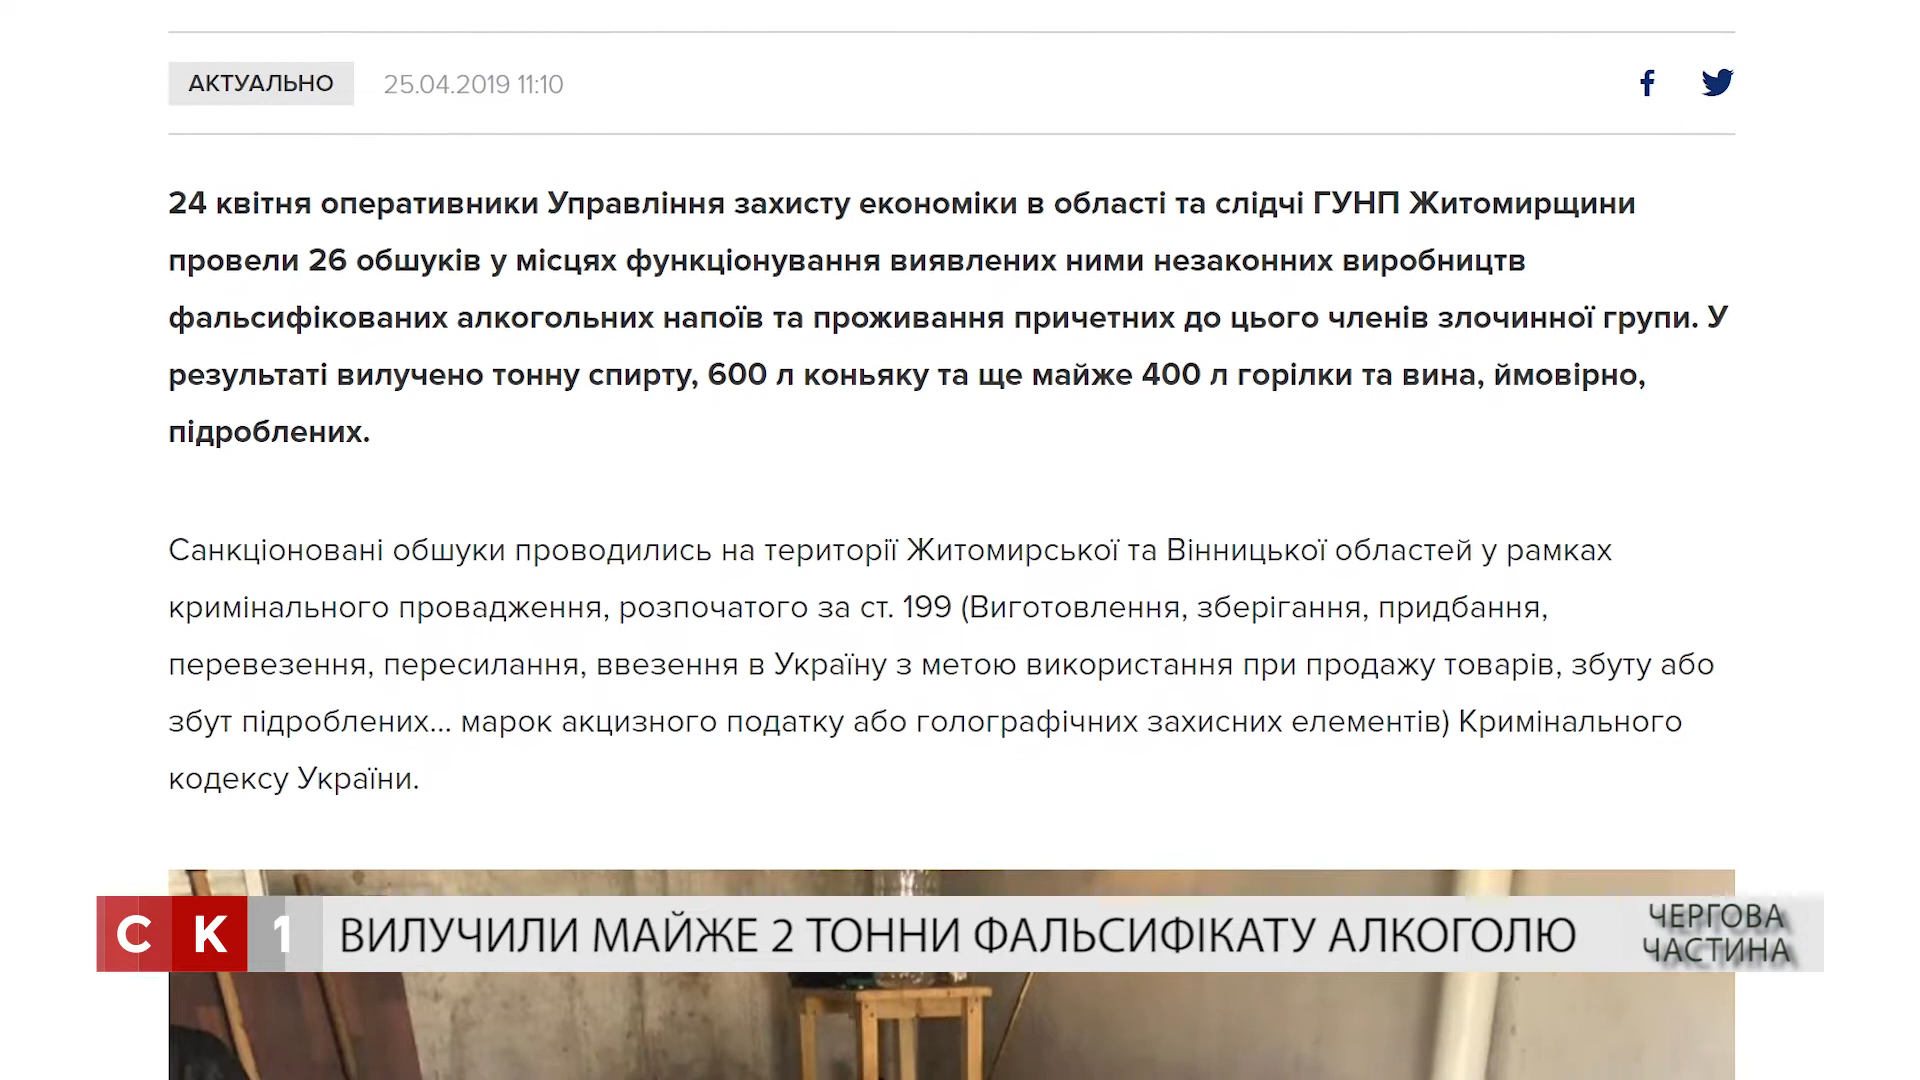 АКТУАЛЬНО 25.04.2019 11:10
24 квітня оперативники Управління захисту економіки в області та слідчі ГУНП Житомирщини
провели 26 обшуків у місцях функціонування виявлених ними незаконних виробництв
фальсифікованих алкогольних напоїв та проживання причетних до цього членів злочинної групи. У
результаті вилучено тонну спирту, 600 л коньяку та ще майже 400 л горілки та вина, ймовірно,
підроблених.
Санкціоновані обшуки проводились на території Житомирської та Вінницької областей у рамках
кримінального провадження, розпочатого за ст. 199 (Виготовлення, зберігання, придбання,
перевезення, пересилання, ввезення в Україну з метою використання при продажу товарів, збуту або
збут підроблених... марок акцизного податку або голографічних захисних елементів) Кримінального
кодексу України.
СК1 ВИЛУЧИЛИ МАЙЖЕ 2 ТОННИ ФАЛЬСИФІКАТУ АЛКОГОЛЮ
ЧЕРГОВА
ЧАСТИНА